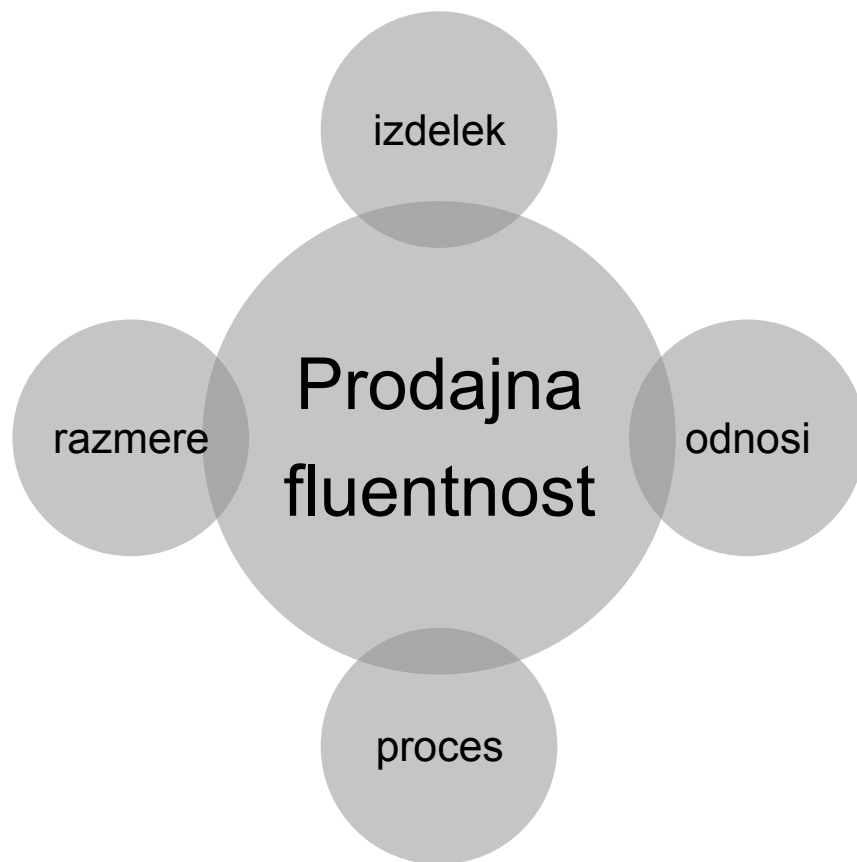 izdelek
Prodajna
fluentnost
razmere
odnosi
proces